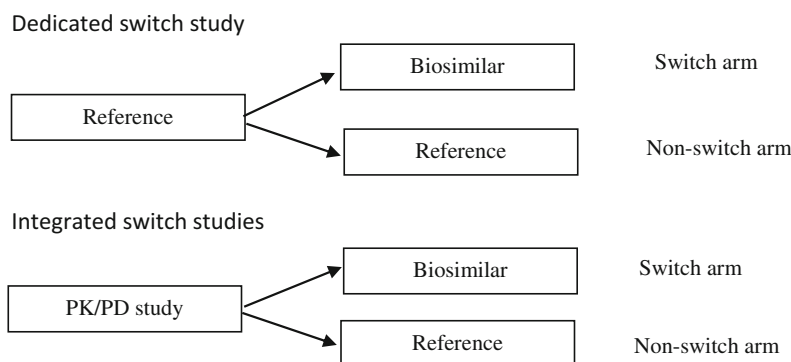 Dedicated switch study
Biosimilar
Switch arm
Reference
Reference
Non-switch arm
Integrated switch studies
Biosimilar
Switch arm
PK/PD study
Reference
Non-switch arm